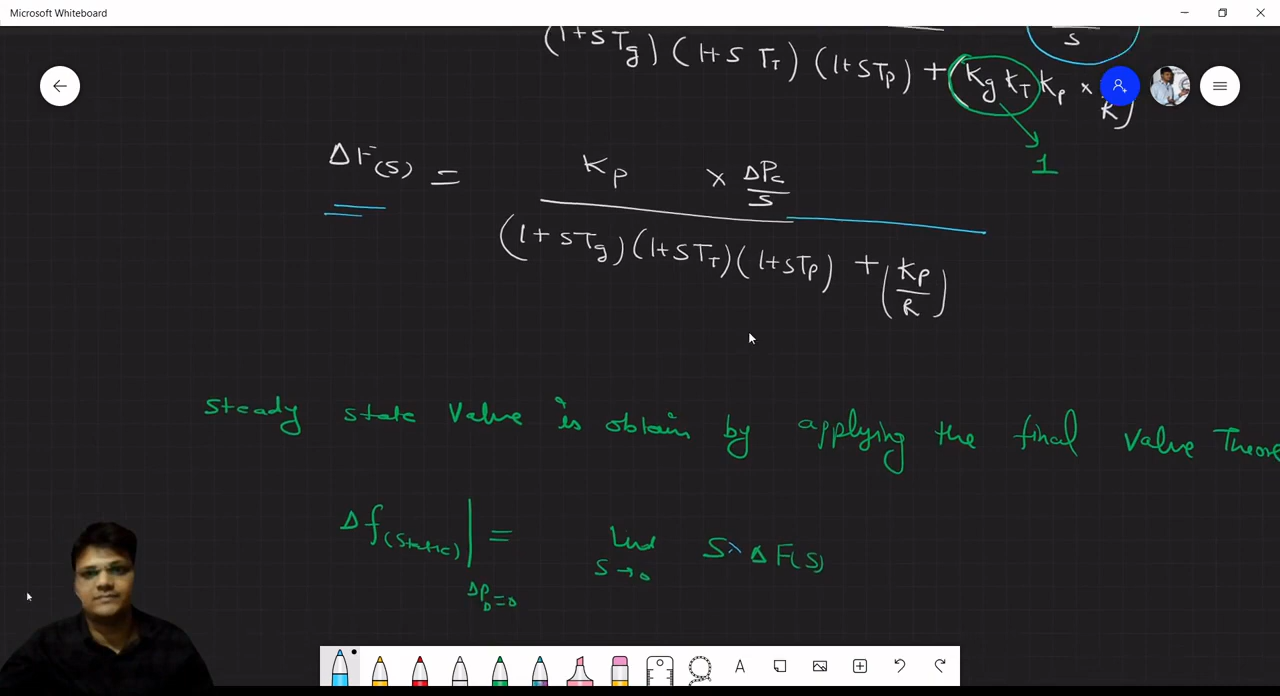 Microsoft Whiteboard
S
(1+STg) (1+S TT) (1+STp) + (Kg KT) Kp ×
R)
1
ΔF(S) = Kp × ΔPc
S
(1+STg)(1+STT)(1+STp) + (Kp
R)
Steady state Value is obtain by applying the final Value Theore
Δf(Static)| = S × ΔF(S)
S→0
ΔPD=0
A